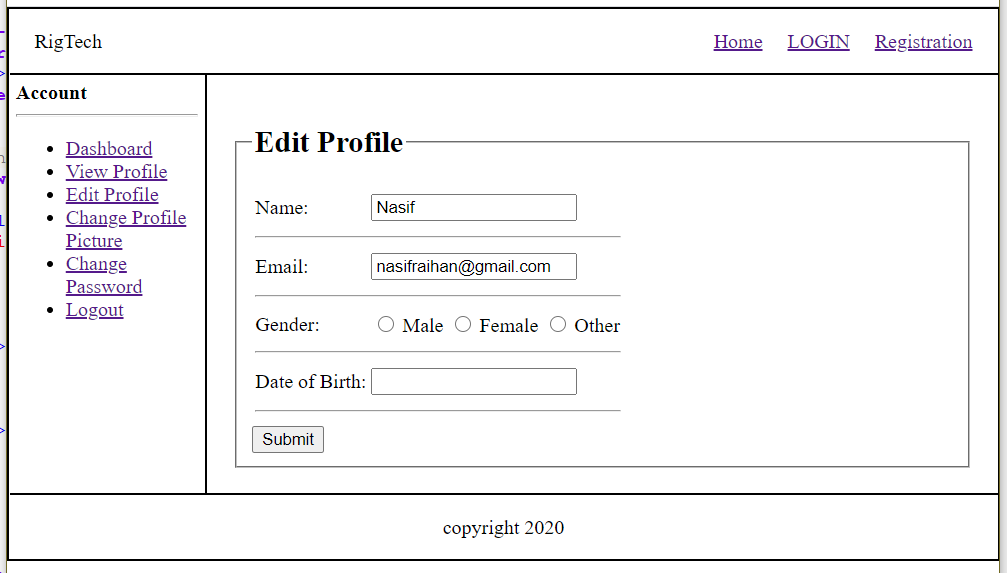 RigTech Home LOGIN Registration
Account
Dashboard
View Profile
Edit Profile
Change Profile
Picture
Change
Password
Logout
Edit Profile
Name: Nasif
Email: nasifraihan@gmail.com
Gender: Male Female Other
Date of Birth:
Submit
copyright 2020